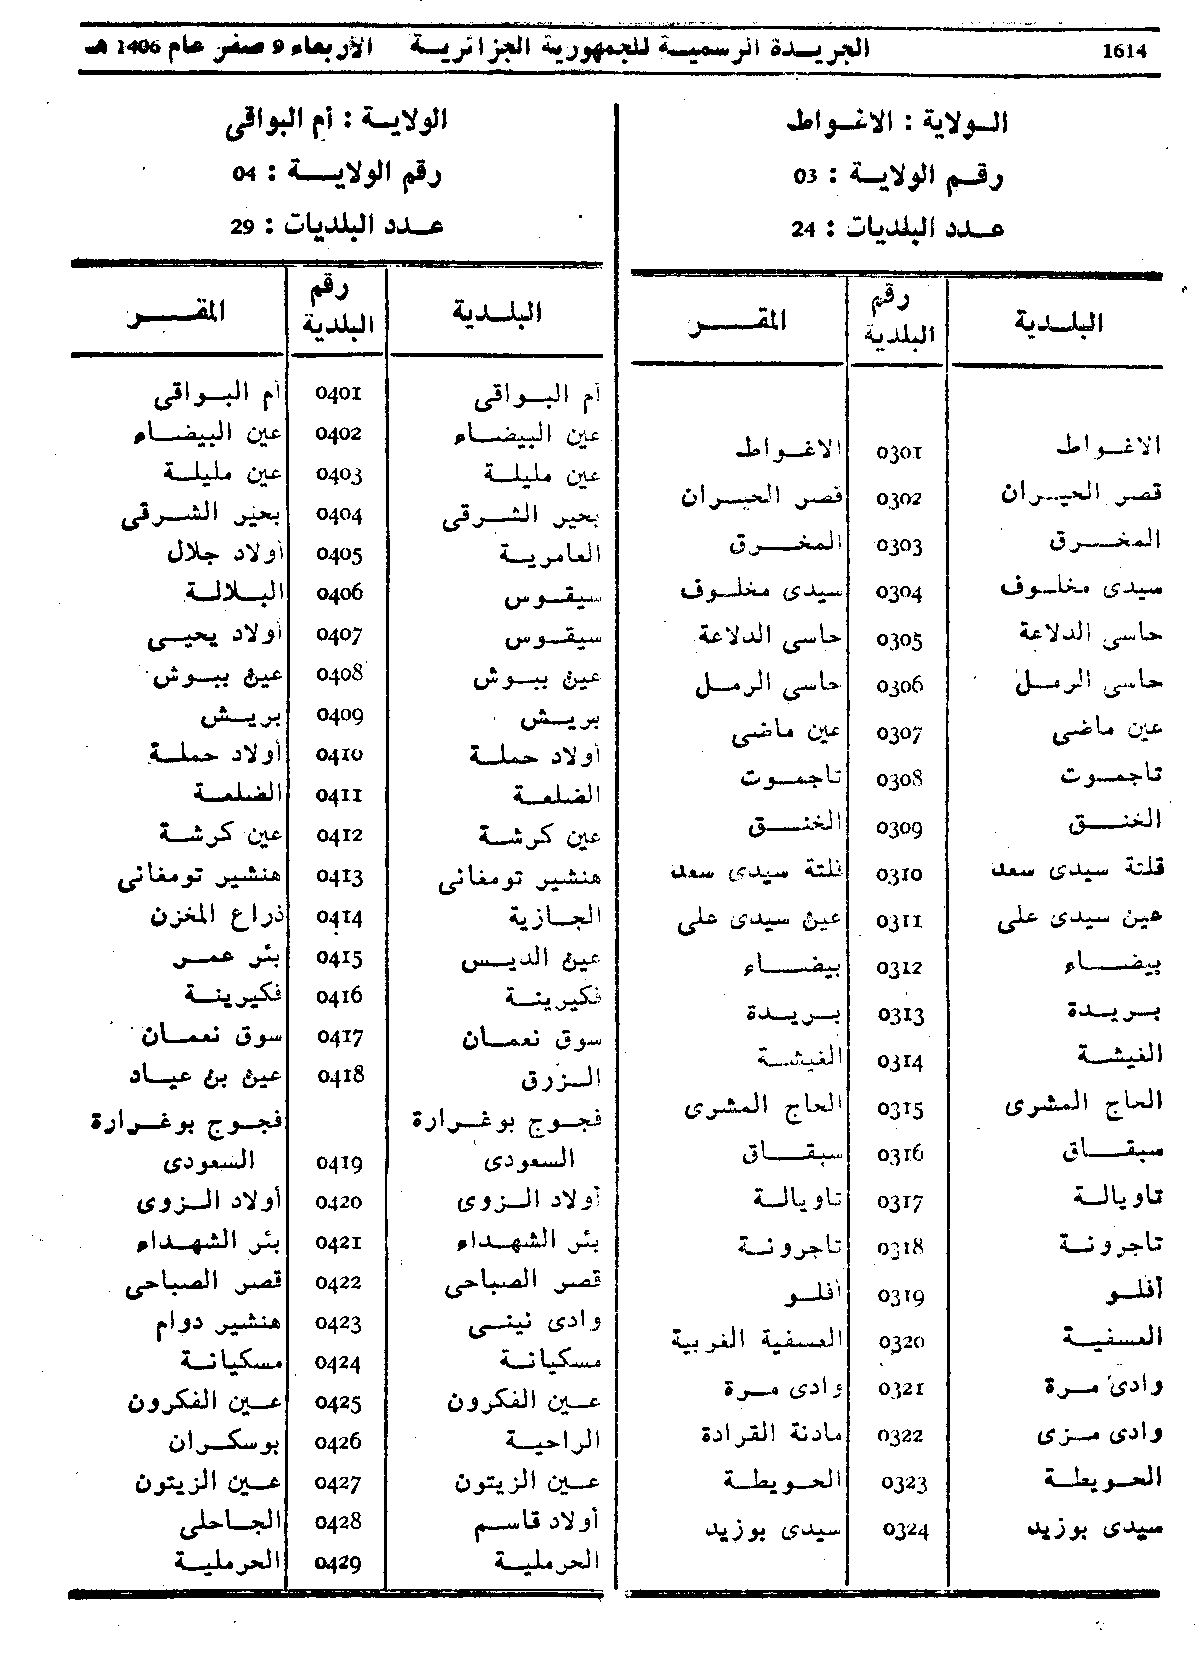 1614 الجريدة الرسمية للجمهورية الجزائرية الأربعاء 9 صفر عام 1406 هـ
الولاية : الاغواط
رقم الولاية : 03
عدد البلديات : 24
البلدية رقم البلدية المقر
الاغواط 0301 الاغواط
قصر الحيران 0302 قصر الحيران
المخرق 0303 المخرق
سيدى مخلوف 0304 سيدى مخلوف
حاسى الدلاعة 0305 حاسى الدلاعة
حاسى الرمل 0306 حاسى الرمل
عين ماضى 0307 عين ماضى
تاجموت 0308 تاجموت
الخنق 0309 الخنق
قلتة سيدى سعد 0310 قلتة سيدى سعد
عين سيدى على 0311 عين سيدى على
بيضاء 0312 بيضاء
بريدة 0313 بريدة
الغيشة 0314 الغيشة
الحاج المشرى 0315 الحاج المشرى
سبقاق 0316 سبقاق
تاويالة 0317 تاويالة
تاجرونة 0318 تاجرونة
أفلو 0319 أفلو
العسفية 0320 العسفية الغربية
وادى مرة 0321 وادى مرة
وادى مزى 0322 مادنة القرادة
الحويطة 0323 الحويطة
سيدى بوزيد 0324 سيدى بوزيد
الولاية : أم البواقى
رقم الولاية : 04
عدد البلديات : 29
البلدية رقم البلدية المقر
أم البواقى 0401 أم البواقى
عين البيضاء 0402 عين البيضاء
عين مليلة 0403 عين مليلة
بحير الشرقى 0404 بحير الشرقى
العامرية 0405 أولاد جلال
سيقوس 0406 البلالة
سيقوس 0407 أولاد يحيى
عين ببوش 0408 عين ببوش
بريش 0409 بريش
أولاد حملة 0410 أولاد حملة
الضلعة 0411 الضلعة
عين كرشة 0412 عين كرشة
هنشير تومغانى 0413 هنشير تومغانى
الجازية 0414 ذراع المخزن
عين الديس 0415 بئر عمر
فكيرينة 0416 فكيرينة
سوق نعمان 0417 سوق نعمان
الزرق 0418 عين بن عياد
فجوج بوغرارة فجوج بوغرارة
السعودى 0419 السعودى
أولاد الزوى 0420 أولاد الزوى
بئر الشهداء 0421 بئر الشهداء
قصر الصباحى 0422 قصر الصباحى
وادى نينى 0423 هنشير دوام
مسكيانة 0424 مسكيانة
عين الفكرون 0425 عين الفكرون
الراحية 0426 بوسكران
عين الزيتون 0427 عين الزيتون
أولاد قاسم 0428 الجاحلى
الحرملية 0429 الحرملية